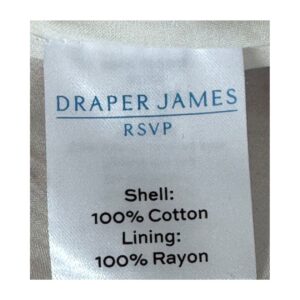 DRAPER JAMES
RSVP
Shell:
100% Cotton
Lining:
100% Rayon